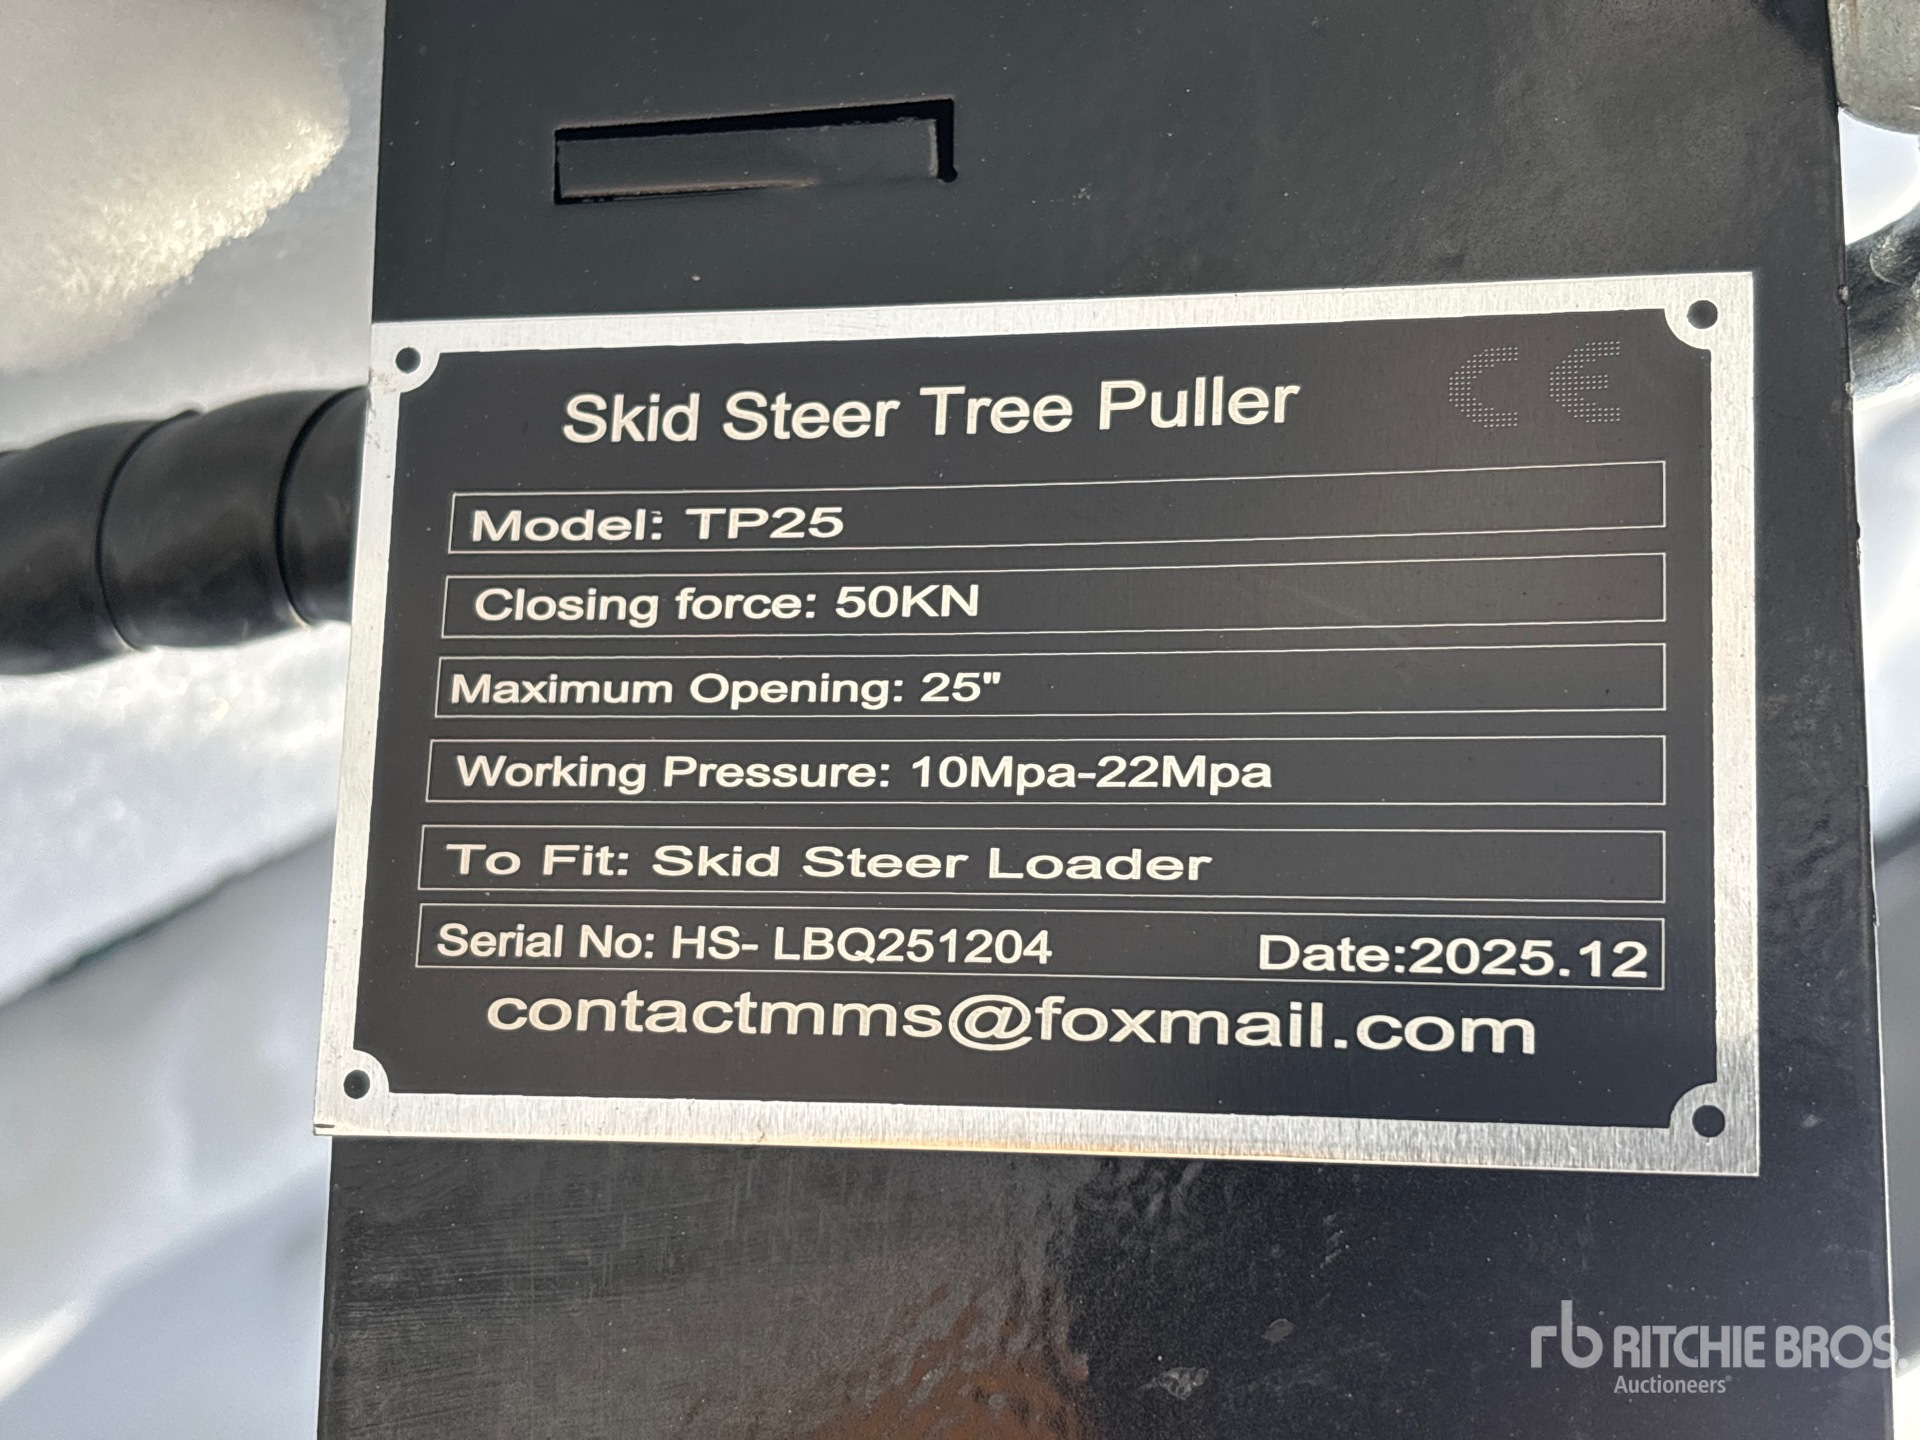 Skid Steer Tree Puller
CE
Model: TP25
Closing force: 50KN
Maximum Opening: 25"
Working Pressure: 10Mpa-22Mpa
To Fit: Skid Steer Loader
Serial No: HS- LBQ251204 Date:2025.12
contactmms@foxmail.com
rb RITCHIE BROS.
Auctioneers